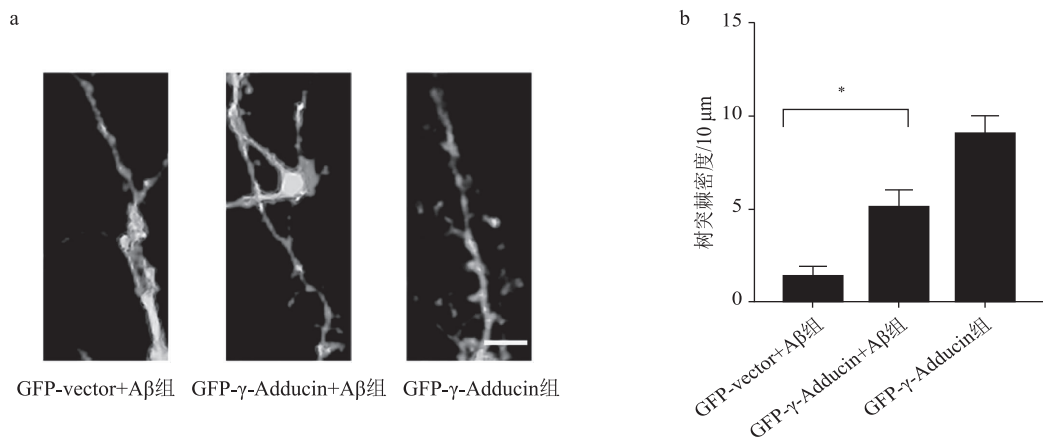 a
GFP-vector+Aβ组
GFP-γ-Adducin+Aβ组
GFP-γ-Adducin组
b
树突棘密度/10 μm
15
10
5
0
*
GFP-vector+Aβ组
GFP-γ-Adducin+Aβ组
GFP-γ-Adducin组